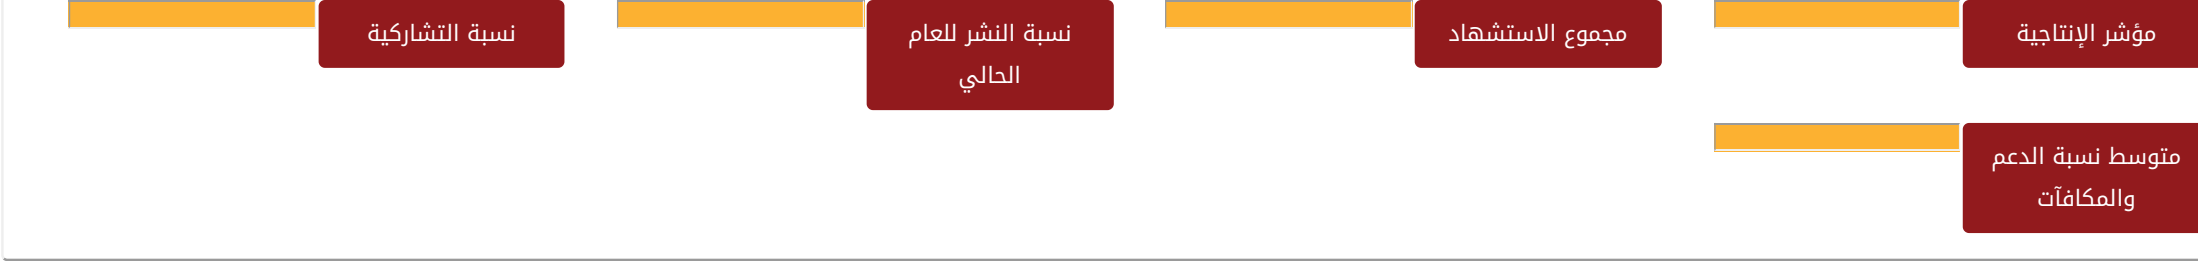 مؤشر الإنتاجية
مجموع الاستشهاد
نسبة النشر للعام
الحالي
نسبة التشاركية
متوسط نسبة الدعم
والمكافآت